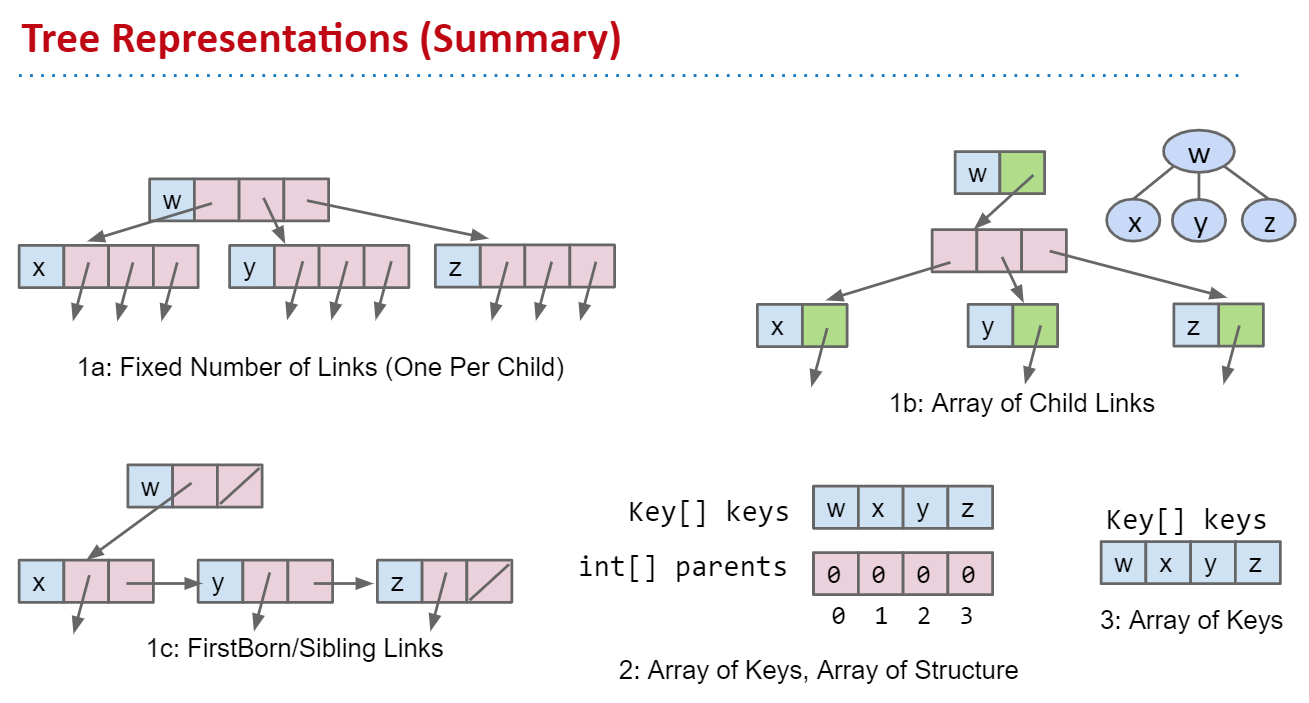 Tree Representations (Summary)
w
x
y
z
1a: Fixed Number of Links (One Per Child)
w
x
y
z
1b: Array of Child Links
w
x y z
w
x
y
z
1c: FirstBorn/Sibling Links
Key[] keys w x y z
int[] parents 0 0 0 0
0 1 2 3
2: Array of Keys, Array of Structure
Key[] keys
w x y z
3: Array of Keys